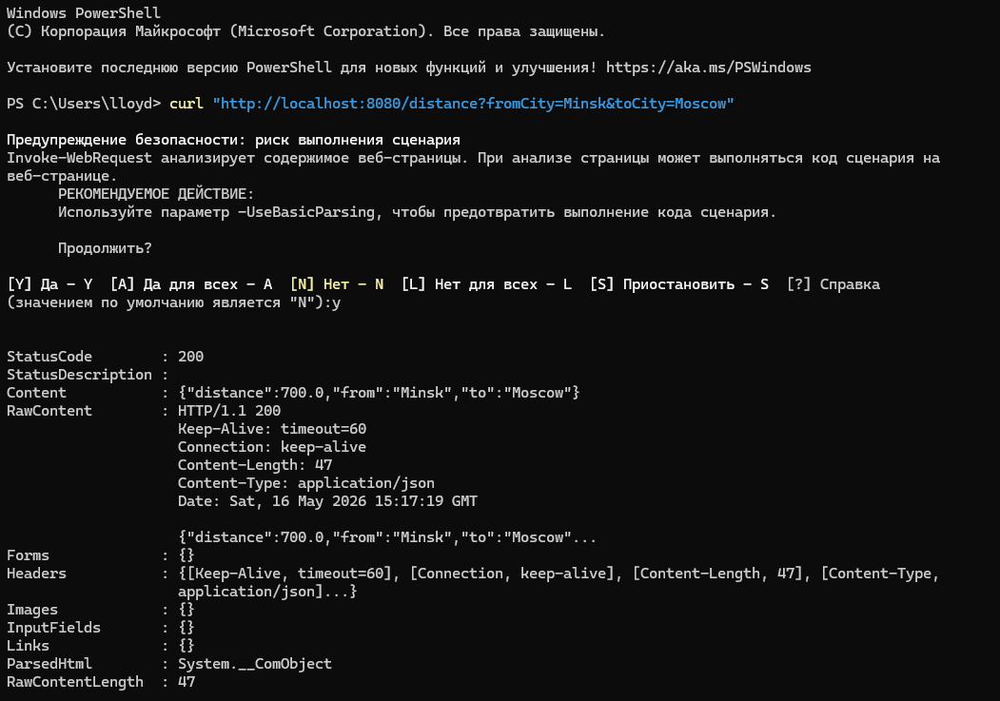 Windows PowerShell
(C) Корпорация Майкрософт (Microsoft Corporation). Все права защищены.
Установите последнюю версию PowerShell для новых функций и улучшения! https://aka.ms/PSWindows
PS C:\Users\lloyd> curl "http://localhost:8080/distance?fromCity=Minsk&toCity=Moscow"
Предупреждение безопасности: риск выполнения сценария
Invoke-WebRequest анализирует содержимое веб-страницы. При анализе страницы может выполняться код сценария на
веб-странице.
РЕКОМЕНДУЕМОЕ ДЕЙСТВИЕ:
Используйте параметр -UseBasicParsing, чтобы предотвратить выполнение кода сценария.
Продолжить?
[Y] Да - Y  [A] Да для всех - A  [N] Нет - N  [L] Нет для всех - L  [S] Приостановить - S  [?] Справка
(значением по умолчанию является "N"):y
StatusCode        : 200
StatusDescription :
Content           : {"distance":700.0,"from":"Minsk","to":"Moscow"}
RawContent        : HTTP/1.1 200
Keep-Alive: timeout=60
Connection: keep-alive
Content-Length: 47
Content-Type: application/json
Date: Sat, 16 May 2026 15:17:19 GMT
{"distance":700.0,"from":"Minsk","to":"Moscow"...
Forms             : {}
Headers           : {[Keep-Alive, timeout=60], [Connection, keep-alive], [Content-Length, 47], [Content-Type,
application/json]...}
Images            : {}
InputFields       : {}
Links             : {}
ParsedHtml        : System.__ComObject
RawContentLength  : 47